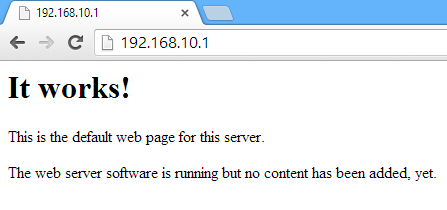 192.168.10.1
192.168.10.1
It works!
This is the default web page for this server.
The web server software is running but no content has been added, yet.